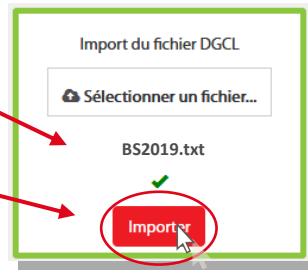 Import du fichier DGCL
Sélectionner un fichier...
BS2019.txt
Importer